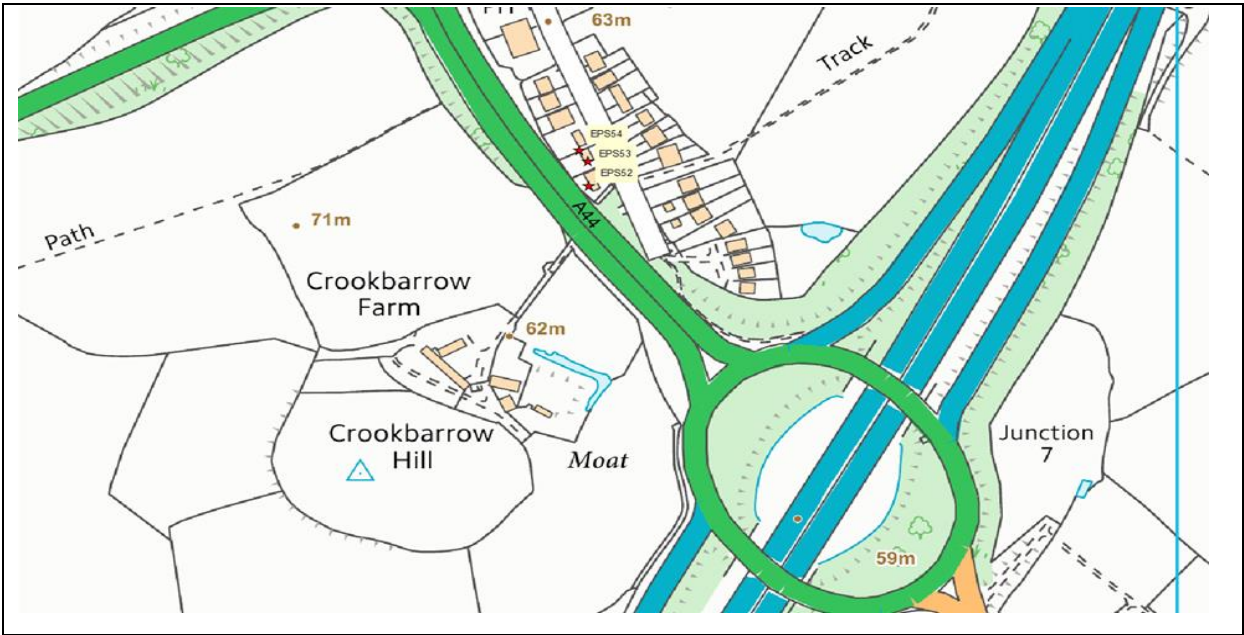 63m
Track
EPS54
EPS53
EPS52
A44
Path
71m
Crookbarrow
Farm
62m
Crookbarrow
Hill
Moat
Junction
7
59m